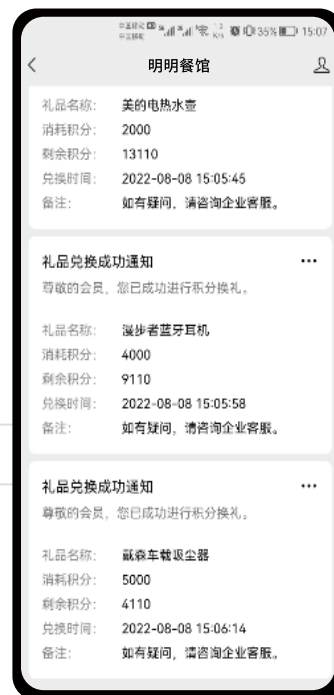 35% 15:07
明明餐馆
礼品名称: 美的电热水壶
消耗积分: 2000
剩余积分: 13110
兑换时间: 2022-08-08 15:05:45
备注: 如有疑问，请咨询企业客服。
礼品兑换成功通知
尊敬的会员，您已成功进行积分换礼。
礼品名称: 漫步者蓝牙耳机
消耗积分: 4000
剩余积分: 9110
兑换时间: 2022-08-08 15:05:58
备注: 如有疑问，请咨询企业客服。
礼品兑换成功通知
尊敬的会员，您已成功进行积分换礼。
礼品名称: 戴森车载吸尘器
消耗积分: 5000
剩余积分: 4110
兑换时间: 2022-08-08 15:06:14
备注: 如有疑问，请咨询企业客服。